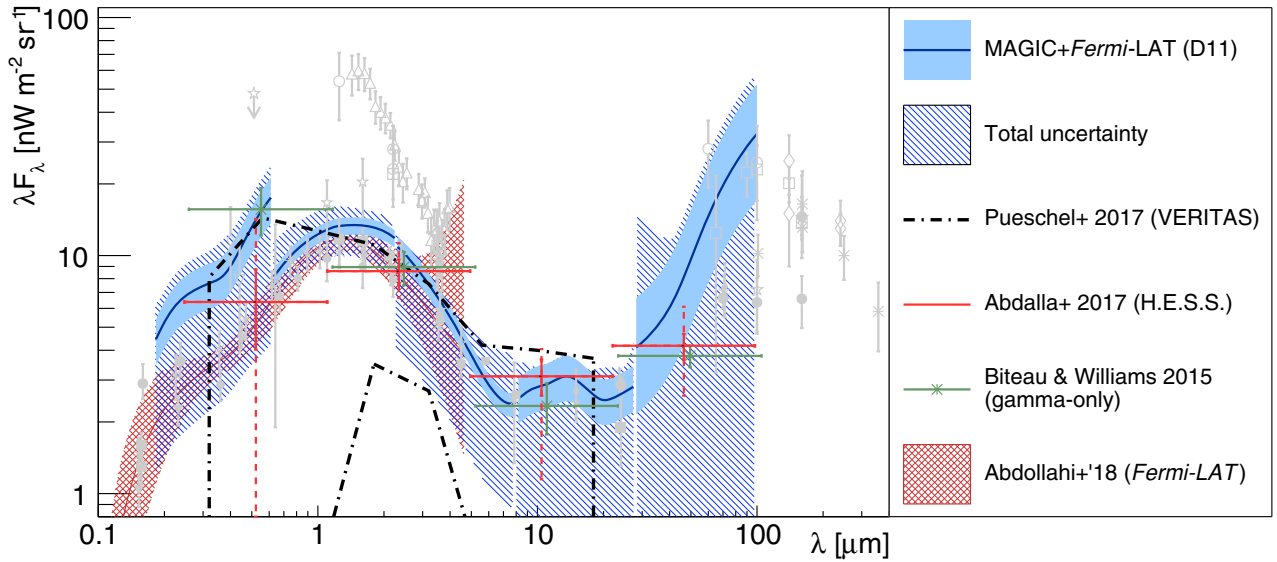 λF_λ [nW m⁻² sr⁻¹]
100
10
1
0.1
1
10
100
λ [μm]
MAGIC+Fermi-LAT (D11)
Total uncertainty
Pueschel+ 2017 (VERITAS)
Abdalla+ 2017 (H.E.S.S.)
Biteau & Williams 2015
(gamma-only)
Abdollahi+'18 (Fermi-LAT)